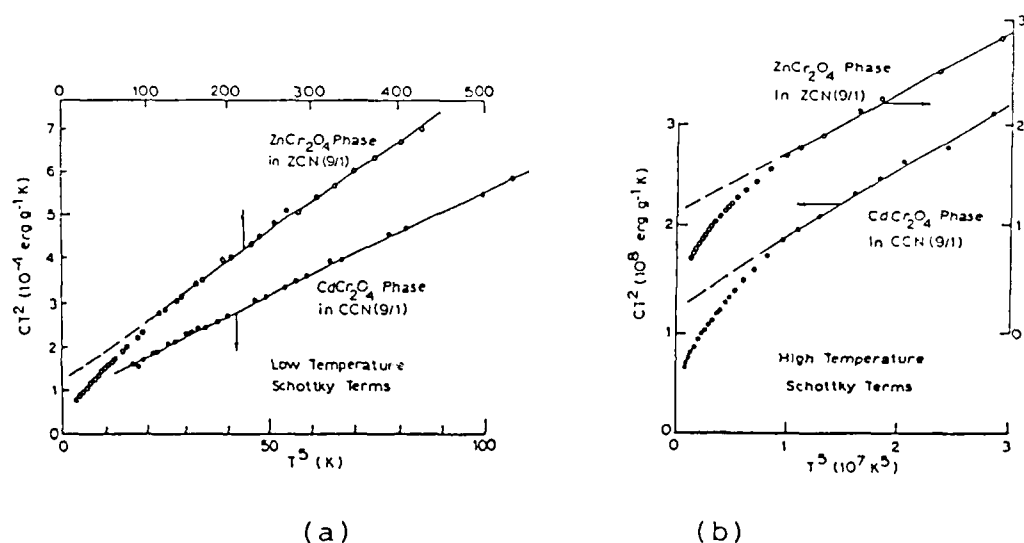 0 100 200 300 400 500
7
6
5
4
3
2
1
0
CT² (10⁻⁴ erg g⁻¹ K)
ZnCr₂O₄ Phase
in ZCN (9/1)
CdCr₂O₄ Phase
in CCN (9/1)
Low Temperature
Schottky Terms
0 50 100
T⁵ (K)
(a)
3
2
1
0
CT² (10⁸ erg g⁻¹ K)
ZnCr₂O₄ Phase
In ZCN (9/1)
CdCr₂O₄ Phase
In CCN (9/1)
High Temperature
Schottky Terms
3
2
1
0
0 1 2 3
T⁵ (10⁷ K⁵)
(b)